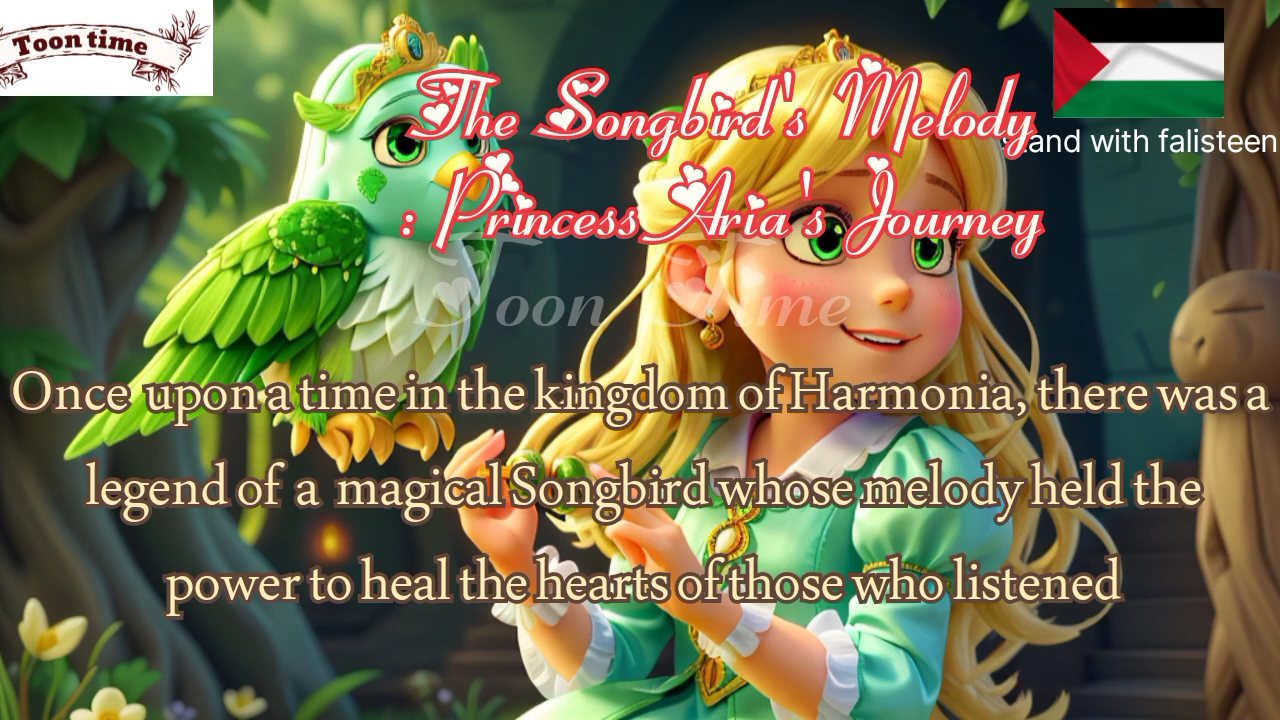 Toon time
The Songbird's Melody
: Princess Aria's Journey
stand with fallisteen
Toon Time
Once upon a time in the kingdom of Harmonia, there was a
legend of a magical Songbird whose melody held the
power to heal the hearts of those who listened